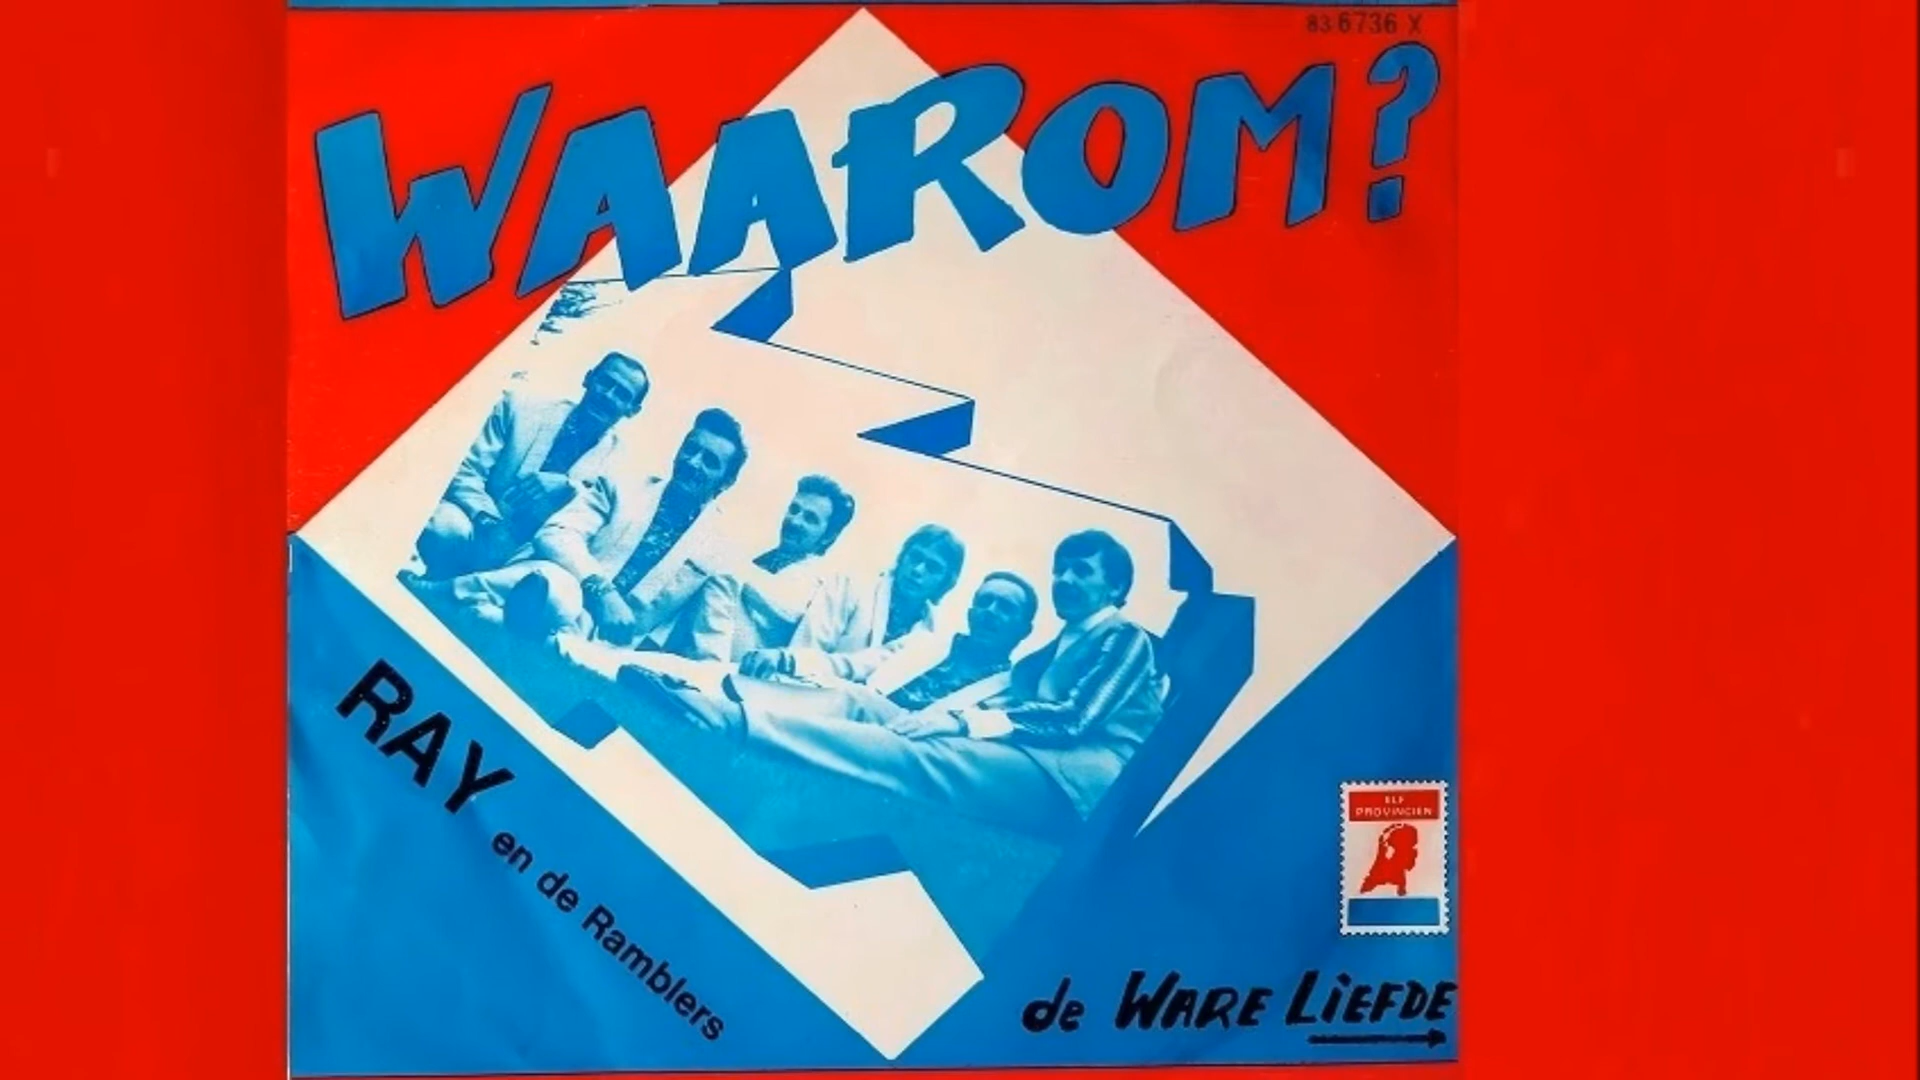 83 6736 X
WAAROM?
RAY en de Ramblers
ELF
PROVINCIEN
de WARE LiEFDE